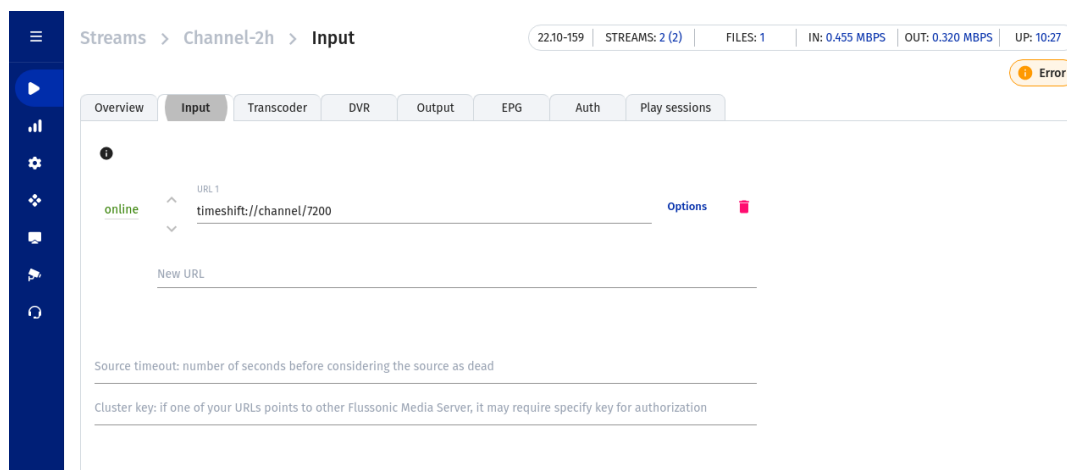 Streams > Channel-2h > Input
22.10-159 STREAMS: 2 (2) FILES: 1 IN: 0.455 MBPS OUT: 0.320 MBPS UP: 10:27
Error
Overview Input Transcoder DVR Output EPG Auth Play sessions
URL 1
online timeshift://channel/7200 Options
New URL
Source timeout: number of seconds before considering the source as dead
Cluster key: if one of your URLs points to other Flussonic Media Server, it may require specify key for authorization